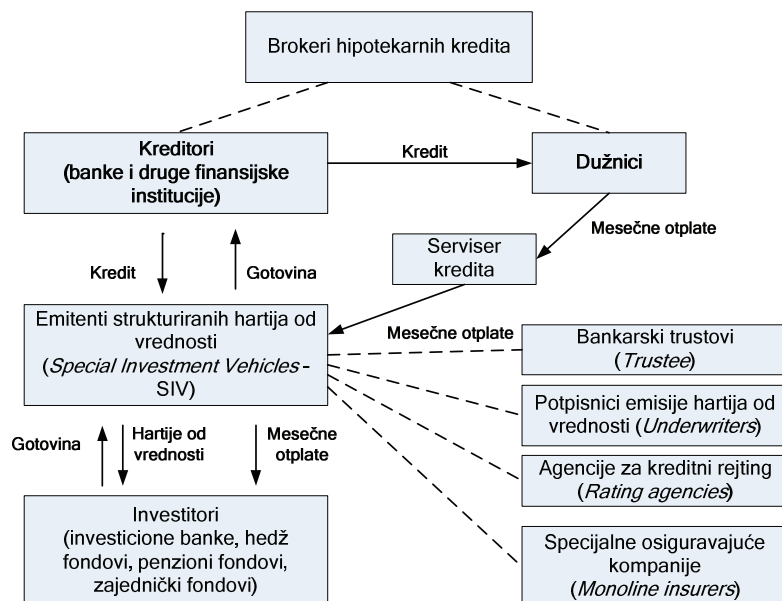 Brokeri hipotekarnih kredita
Kreditori
(banke i druge finansijske
institucije)
Kredit
Dužnici
Mesečne otplate
Serviser
kredita
Kredit
Gotovina
Emitenti strukturiranih hartija od
vrednosti
(Special Investment Vehicles -
SIV)
Mesečne otplate
Bankarski trustovi
(Trustee)
Potpisnici emisije hartija od
vrednosti (Underwriters)
Agencije za kreditni rejting
(Rating agencies)
Specijalne osiguravajuće
kompanije
(Monoline insurers)
Gotovina
Hartije od
vrednosti
Mesečne
otplate
Investitori
(investicione banke, hedž
fondovi, penzioni fondovi,
zajednički fondovi)